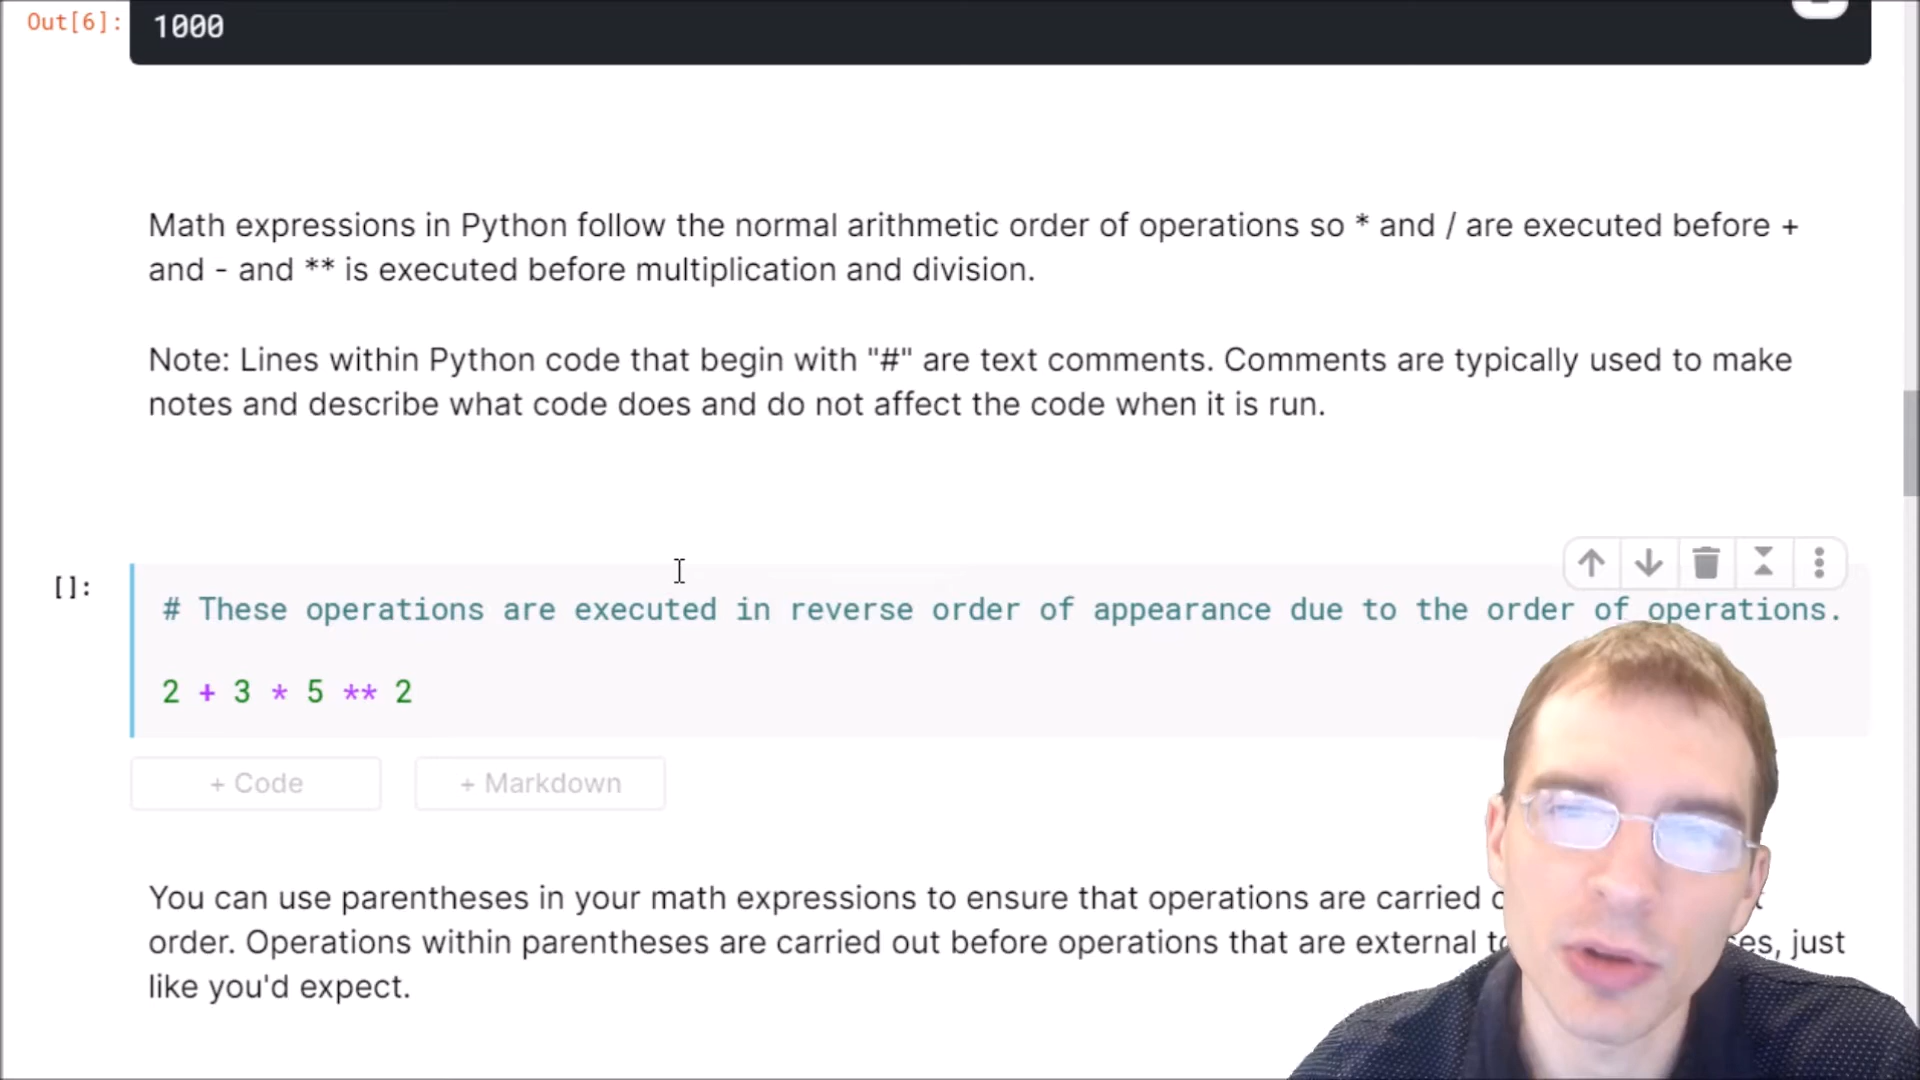 Out[6]:
1000
Math expressions in Python follow the normal arithmetic order of operations so * and / are executed before +
and - and ** is executed before multiplication and division.
Note: Lines within Python code that begin with "#" are text comments. Comments are typically used to make
notes and describe what code does and do not affect the code when it is run.
[]:
# These operations are executed in reverse order of appearance due to the order of operations.
2 + 3 * 5 ** 2
+ Code
+ Markdown
You can use parentheses in your math expressions to ensure that operations are carried
order. Operations within parentheses are carried out before operations that are external just
like you'd expect.